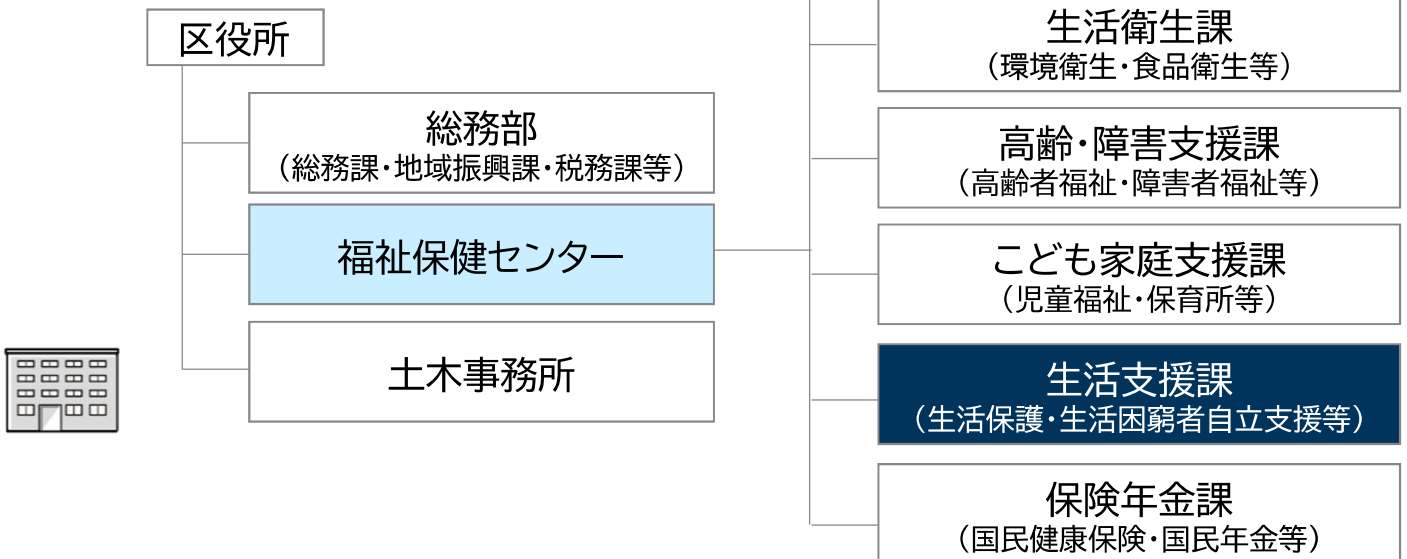 区役所
総務部
（総務課・地域振興課・税務課等）
福祉保健センター
土木事務所
生活衛生課
（環境衛生・食品衛生等）
高齢・障害支援課
（高齢者福祉・障害者福祉等）
こども家庭支援課
（児童福祉・保育所等）
生活支援課
（生活保護・生活困窮者自立支援等）
保険年金課
（国民健康保険・国民年金等）